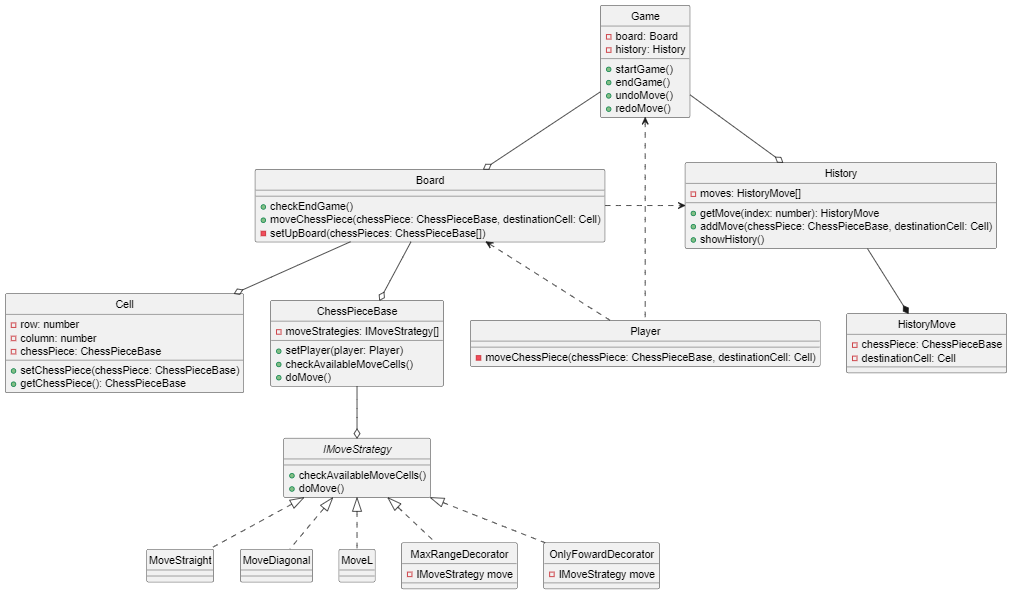 Game
board: Board
history: History
startGame()
endGame()
undoMove()
redoMove()
Board
checkEndGame()
moveChessPiece(chessPiece: ChessPieceBase, destinationCell: Cell)
setUpBoard(chessPieces: ChessPieceBase[])
History
moves: HistoryMove[]
getMove(index: number): HistoryMove
addMove(chessPiece: ChessPieceBase, destinationCell: Cell)
showHistory()
Cell
row: number
column: number
chessPiece: ChessPieceBase
setChessPiece(chessPiece: ChessPieceBase)
getChessPiece(): ChessPieceBase
ChessPieceBase
moveStrategies: IMoveStrategy[]
setPlayer(player: Player)
checkAvailableMoveCells()
doMove()
Player
moveChessPiece(chessPiece: ChessPieceBase, destinationCell: Cell)
HistoryMove
chessPiece: ChessPieceBase
destinationCell: Cell
IMoveStrategy
checkAvailableMoveCells()
doMove()
MoveStraight
MoveDiagonal
MoveL
MaxRangeDecorator
IMoveStrategy move
OnlyFowardDecorator
IMoveStrategy move